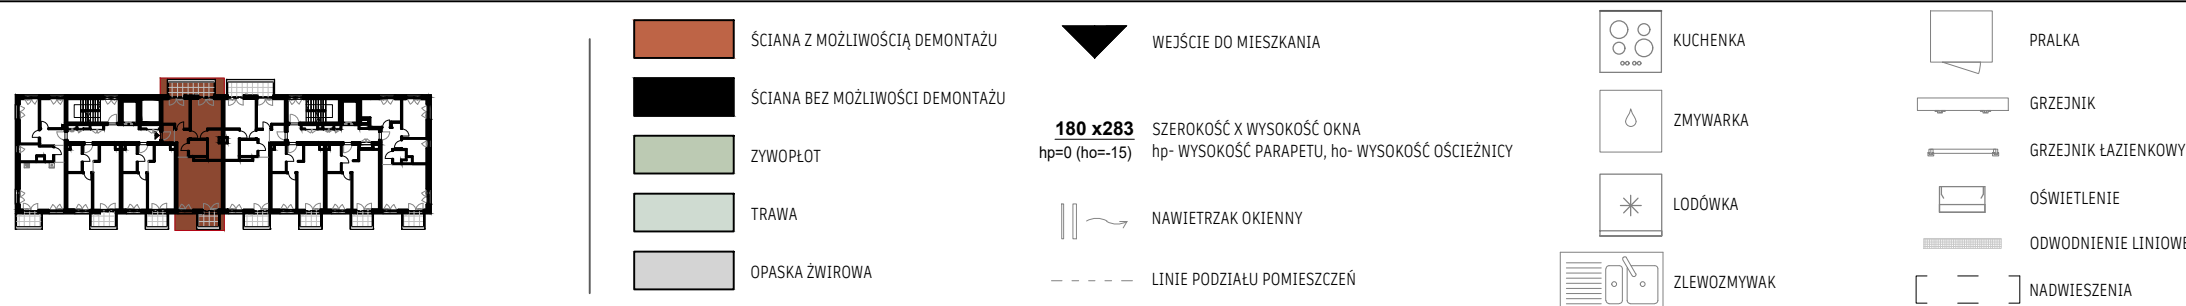 ŚCIANA Z MOŻLIWOŚCIĄ DEMONTAŻU
ŚCIANA BEZ MOŻLIWOŚCI DEMONTAŻU
ZYWOPŁOT
TRAWA
OPASKA ŻWIROWA
WEJŚCIE DO MIESZKANIA
180 x283 SZEROKOŚĆ X WYSOKOŚĆ OKNA
hp=0 (ho=-15) hp- WYSOKOŚĆ PARAPETU, ho- WYSOKOŚĆ OŚCIEŻNICY
NAWIETRZAK OKIENNY
LINIE PODZIAŁU POMIESZCZEŃ
KUCHENKA
ZMYWARKA
LODÓWKA
ZLEWOZMYWAK
PRALKA
GRZEJNIK
GRZEJNIK ŁAZIENKOWY
OŚWIETLENIE
ODWODNIENIE LINIOWE
NADWIESZENIA